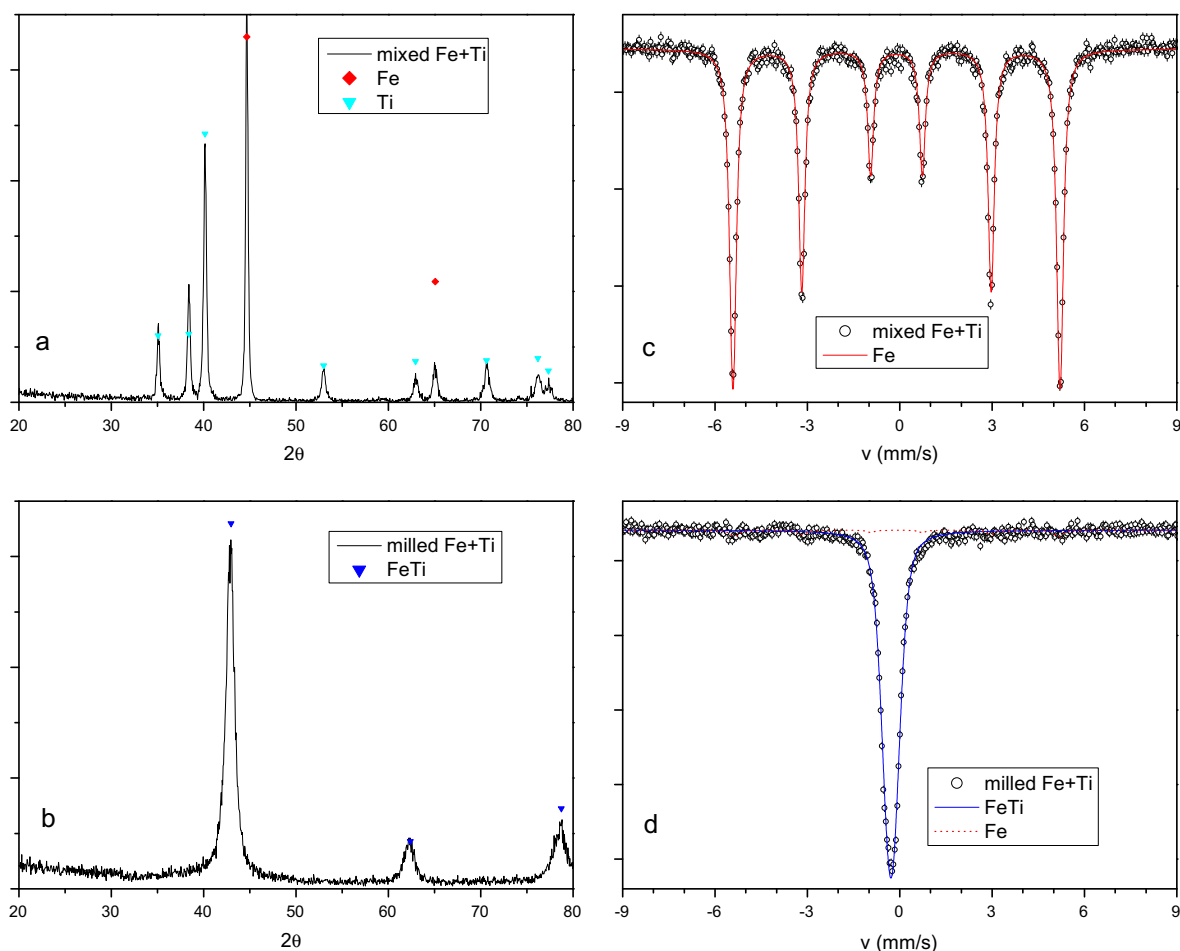 mixed Fe+Ti
Fe
Ti
a
20 30 40 50 60 70 80
2θ
mixed Fe+Ti
Fe
c
-9 -6 -3 0 3 6 9
v (mm/s)
milled Fe+Ti
FeTi
b
20 30 40 50 60 70 80
2θ
milled Fe+Ti
FeTi
Fe
d
-9 -6 -3 0 3 6 9
v (mm/s)